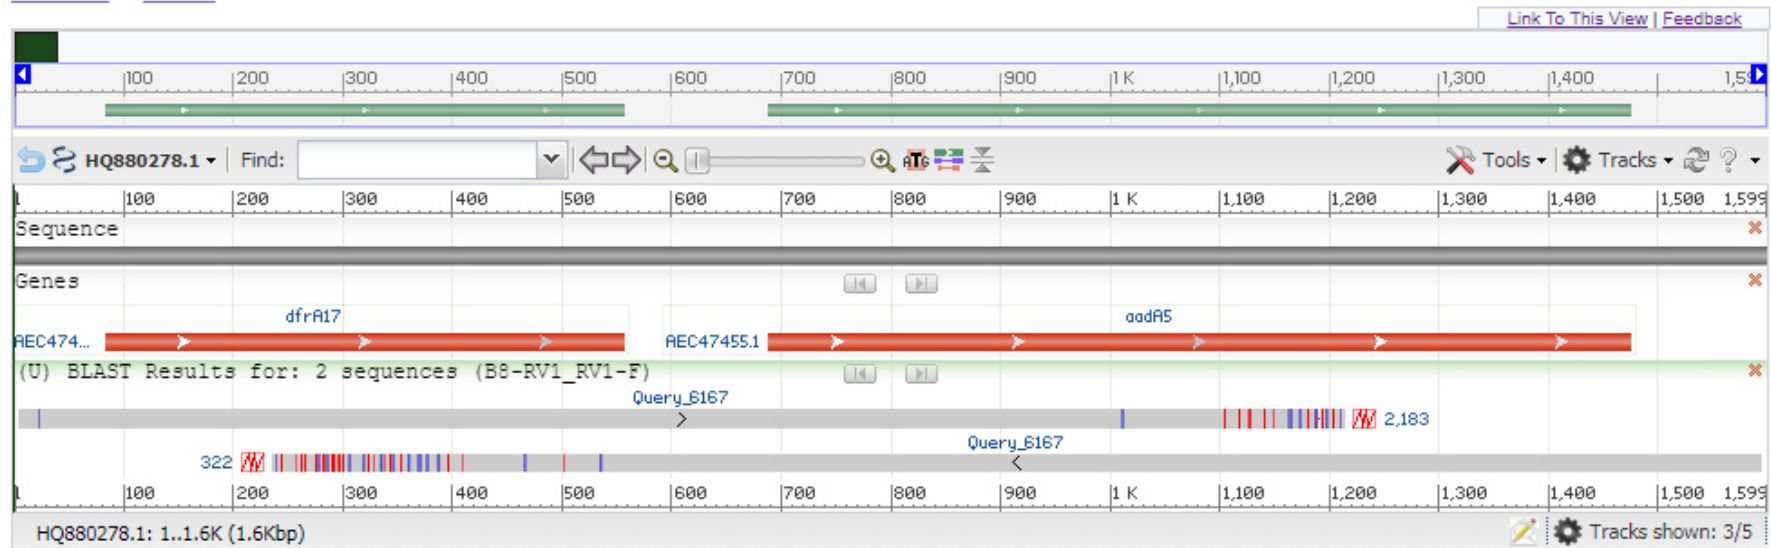 Link To This View | Feedback
|100 |200 |300 |400 |500 |600 |700 |800 |900 |1 K |1,100 |1,200 |1,300 |1,400 | 1,59
HQ880278.1 Find: ATG Tools Tracks ?
1 |100 |200 |300 |400 |500 |600 |700 |800 |900 |1 K |1,100 |1,200 |1,300 |1,400 |1,500 1,599
Sequence
Genes
dfrA17 aadA5
AEC474... AEC47455.1
(U) BLAST Results for: 2 sequences (B8-RV1_RV1-F)
Query_6167
2,183
Query_6167
322
1 |100 |200 |300 |400 |500 |600 |700 |800 |900 |1 K |1,100 |1,200 |1,300 |1,400 |1,500 1,599
HQ880278.1: 1..1.6K (1.6Kbp) Tracks shown: 3/5